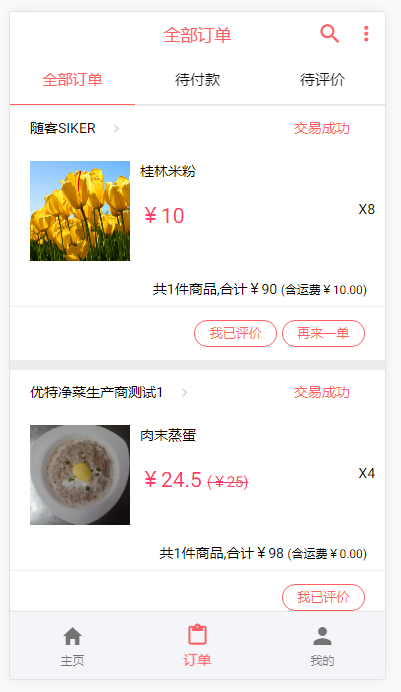 全部订单
全部订单 待付款 待评价
随客SIKER 交易成功
桂林米粉
￥10
X8
共1件商品,合计￥90 (含运费￥10.00)
我已评价 再来一单
优特净菜生产商测试1 交易成功
肉末蒸蛋
￥24.5 (￥25)
X4
共1件商品,合计￥98 (含运费￥0.00)
我已评价
主页 订单 我的